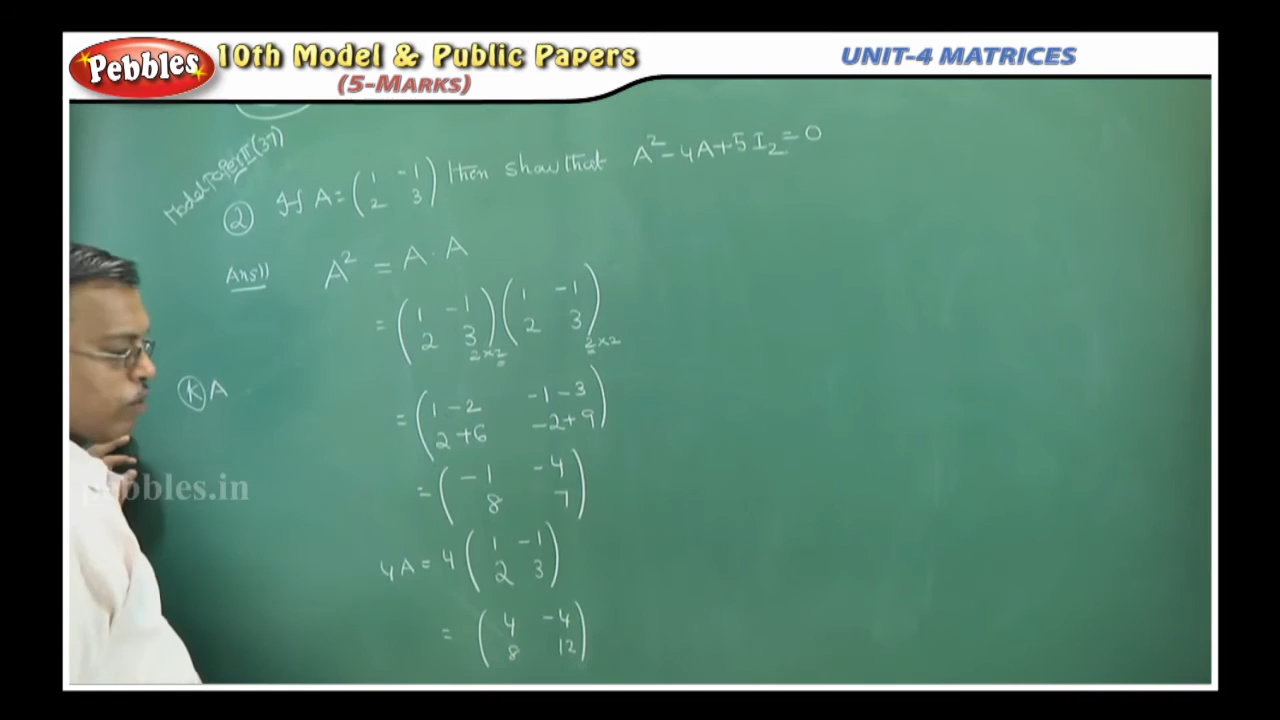 Pebbles
10th Model & Public Papers
(5-MARKS)
UNIT-4 MATRICES
Model paper III (37)
(2) If A = ( 1 -1 ) then show that A² - 4A + 5I₂ = 0
( 2 3 )
Ans||
A² = A . A
= ( 1 -1 ) ( 1 -1 )
( 2 3 ) 2×2 ( 2 3 ) 2×2
(K) A
= ( 1 - 2 -1 - 3 )
( 2 + 6 -2 + 9 )
= ( -1 -4 )
( 8 7 )
4A = 4 ( 1 -1 )
( 2 3 )
= ( 4 -4 )
( 8 12 )
pebbles.in